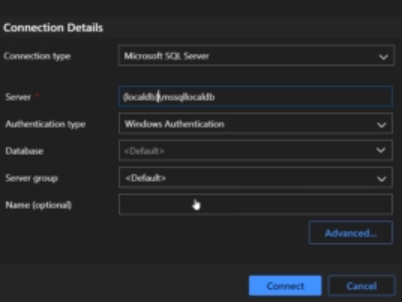 Connection Details
Connection type Microsoft SQL Server
Server * (localdb)\mssqllocaldb
Authentication type Windows Authentication
Database <Default>
Server group <Default>
Name (optional)
Advanced...
Connect Cancel